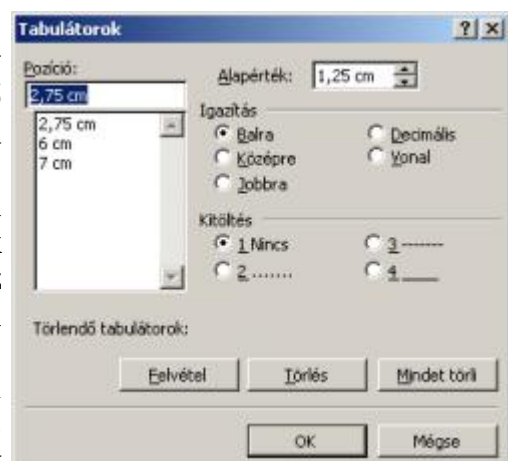 Tabulátorok
Pozíció:
Alapérték: 1,25 cm
2,75 cm
2,75 cm
6 cm
7 cm
Igazítás
Balra
Decimális
Középre
Vonal
Jobbra
Kitöltés
1 Nincs
3 -------
2 .......
4 ____
Törlendő tabulátorok:
Felvétel
Törlés
Mindet törli
OK
Mégse